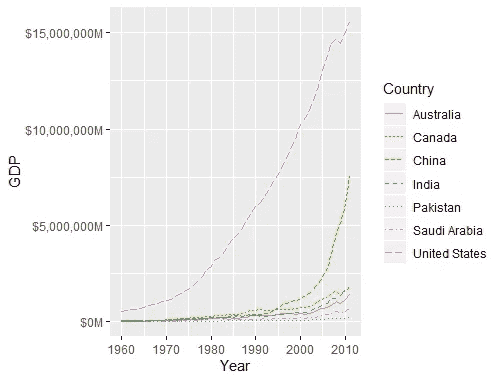 $15,000,000M
$10,000,000M
$5,000,000M
$0M
GDP
1960 1970 1980 1990 2000 2010
Year
Country
Australia
Canada
China
India
Pakistan
Saudi Arabia
United States